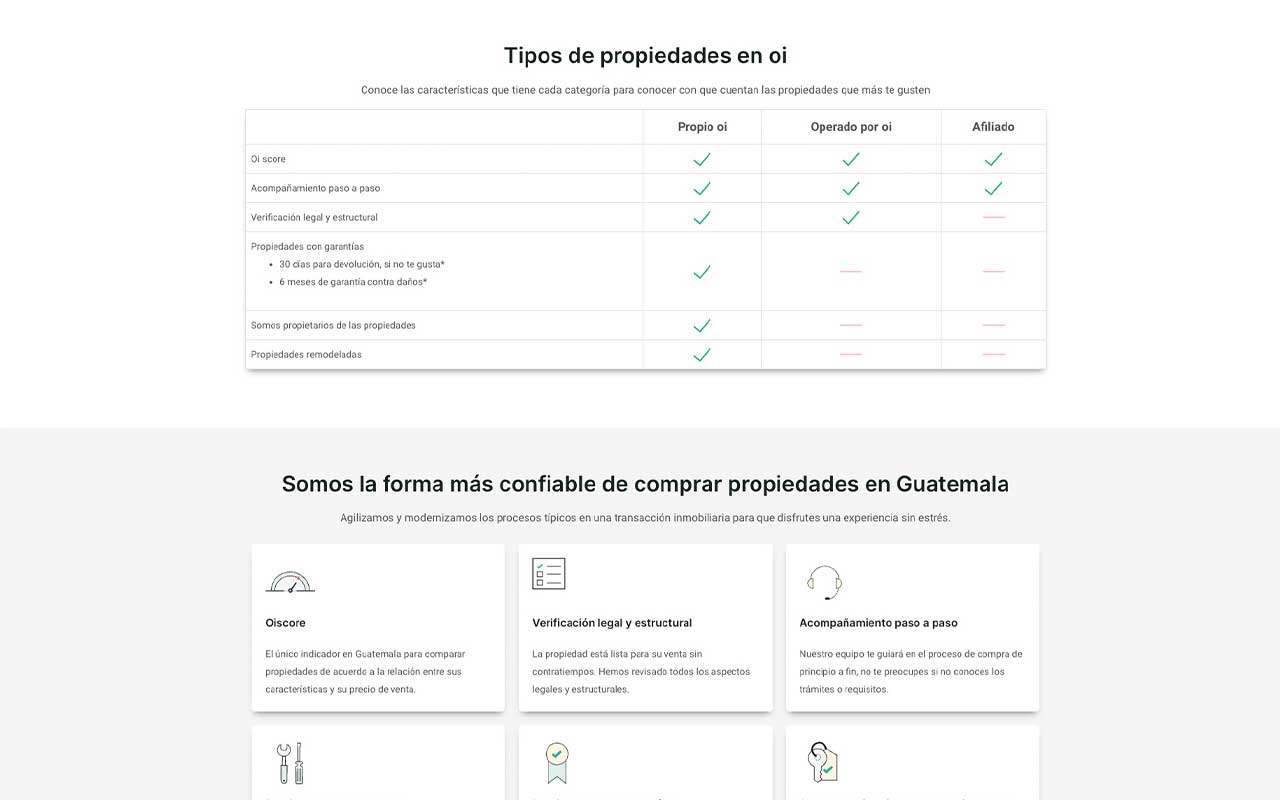 Tipos de propiedades en oi
Conoce las características que tiene cada categoría para conocer con que cuentan las propiedades que más te gusten
Propio oi Operado por oi Afiliado
Oi score
Acompañamiento paso a paso
Verificación legal y estructural
Propiedades con garantías
• 30 días para devolución, si no te gusta*
• 6 meses de garantía contra daños*
Somos propietarios de las propiedades
Propiedades remodeladas
Somos la forma más confiable de comprar propiedades en Guatemala
Agilizamos y modernizamos los procesos típicos en una transacción inmobiliaria para que disfrutes una experiencia sin estrés.
Oiscore
El único indicador en Guatemala para comparar
propiedades de acuerdo a la relación entre sus
características y su precio de venta.
Verificación legal y estructural
La propiedad está lista para su venta sin
contratiempos. Hemos revisado todos los aspectos
legales y estructurales.
Acompañamiento paso a paso
Nuestro equipo te guiará en el proceso de compra de
principio a fin, no te preocupes si no conoces los
trámites o requisitos.